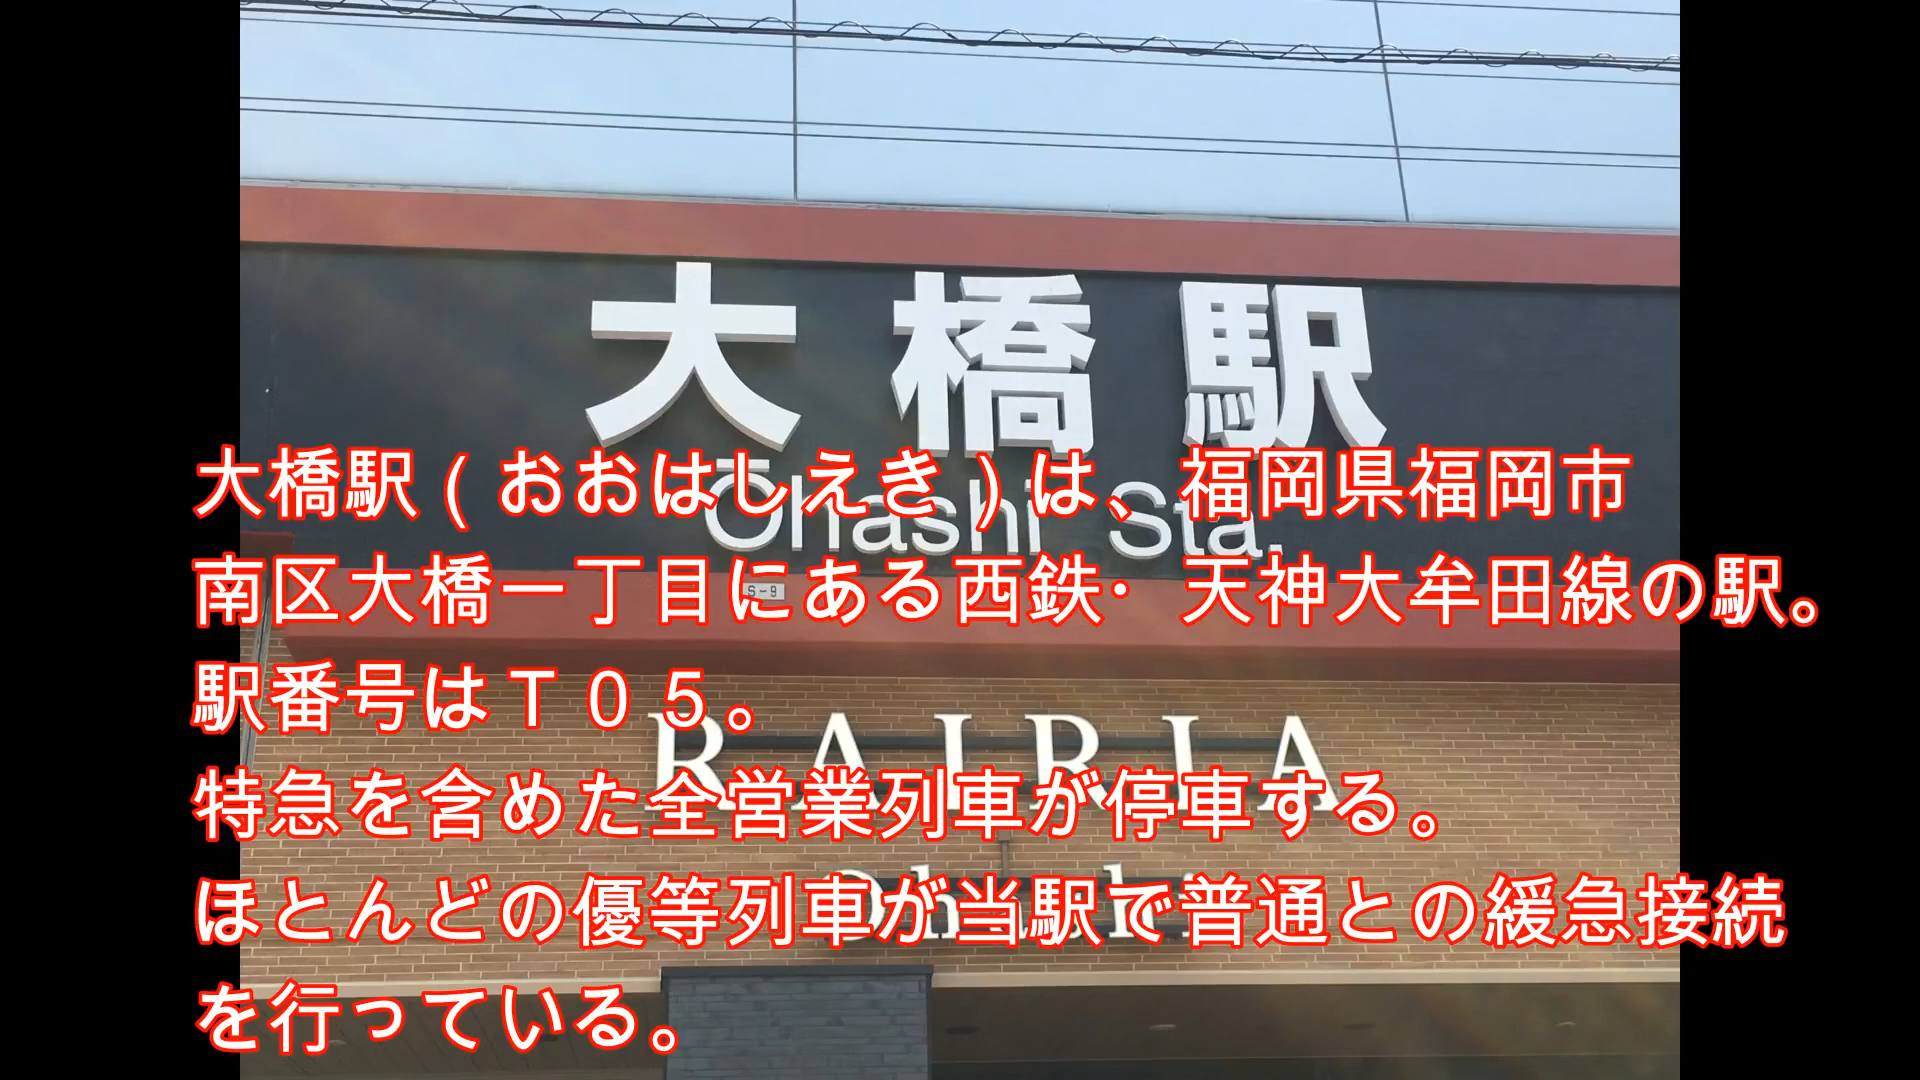 大橋駅
Ōhashi Sta.
大橋駅(おおはしえき)は、福岡県福岡市
南区大橋一丁目にある西鉄・天神大牟田線の駅。
S-9
駅番号はT05。
RAIRIA
特急を含めた全営業列車が停車する。
ほとんどの優等列車が当駅で普通との緩急接続
を行っている。